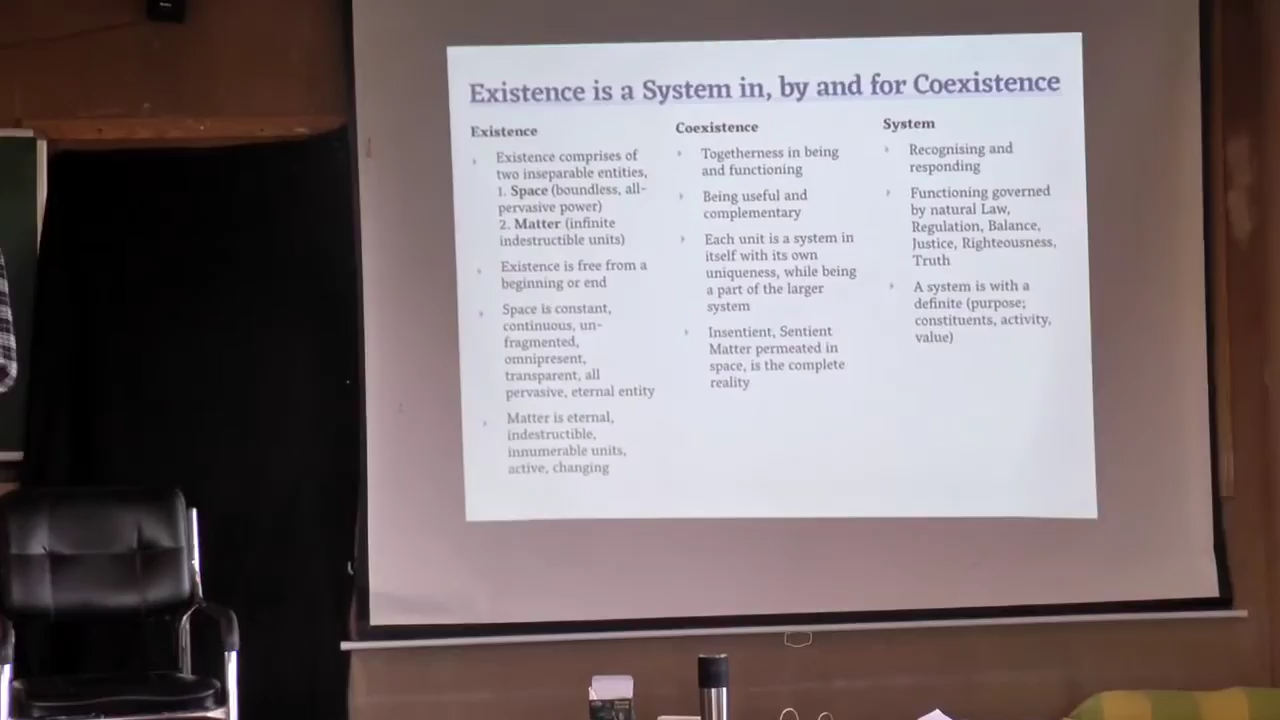 Existence is a System in, by and for Coexistence
Existence
Existence comprises of
two inseparable entities,
1. Space (boundless, all-
pervasive power)
2. Matter (infinite
indestructible units)
Existence is free from a
beginning or end
Space is constant,
continuous, un-
fragmented,
omnipresent,
transparent, all
pervasive, eternal entity
Matter is eternal,
indestructible,
innumerable units,
active, changing
Coexistence
Togetherness in being
and functioning
Being useful and
complementary
Each unit is a system in
itself with its own
uniqueness, while being
a part of the larger
system
Insentient, Sentient
Matter permeated in
space, is the complete
reality
System
Recognising and
responding
Functioning governed
by natural Law,
Regulation, Balance,
Justice, Righteousness,
Truth
A system is with a
definite (purpose;
constituents, activity,
value)